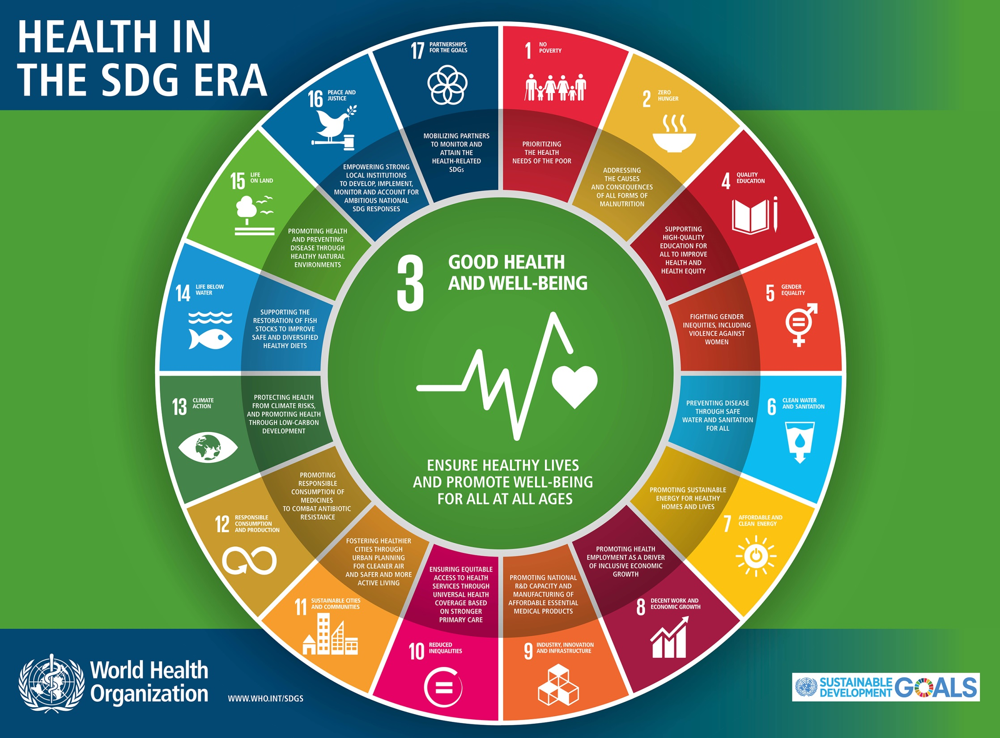 HEALTH IN
THE SDG ERA
17
PARTNERSHIPS
FOR THE GOALS
MOBILIZING PARTNERS
TO MONITOR AND
ATTAIN THE
HEALTH-RELATED
SDGs
1
NO
POVERTY
PRIORITIZING
THE HEALTH
NEEDS OF THE POOR
2
ZERO
HUNGER
ADDRESSING
THE CAUSES
AND CONSEQUENCES
OF ALL FORMS OF
MALNUTRITION
4
QUALITY
EDUCATION
SUPPORTING
HIGH-QUALITY
EDUCATION FOR
ALL TO IMPROVE
HEALTH AND
HEALTH EQUITY
5
GENDER
EQUALITY
FIGHTING GENDER
INEQUITIES, INCLUDING
VIOLENCE AGAINST
WOMEN
6
CLEAN WATER
AND SANITATION
PREVENTING DISEASE
THROUGH SAFE
WATER AND SANITATION
FOR ALL
7
AFFORDABLE AND
CLEAN ENERGY
PROMOTING SUSTAINABLE
ENERGY FOR HEALTHY
HOMES AND LIVES
8
DECENT WORK AND
ECONOMIC GROWTH
PROMOTING HEALTH
EMPLOYMENT AS A DRIVER
OF INCLUSIVE ECONOMIC
GROWTH
9
INDUSTRY, INNOVATION
AND INFRASTRUCTURE
PROMOTING NATIONAL
R&D CAPACITY AND
MANUFACTURING OF
AFFORDABLE ESSENTIAL
MEDICAL PRODUCTS
10
REDUCED
INEQUALITIES
ENSURING EQUITABLE
ACCESS TO HEALTH
SERVICES THROUGH
UNIVERSAL HEALTH
COVERAGE BASED
ON STRONGER
PRIMARY CARE
11
SUSTAINABLE CITIES
AND COMMUNITIES
FOSTERING HEALTHIER
CITIES THROUGH
URBAN PLANNING
FOR CLEANER AIR
AND SAFER AND MORE
ACTIVE LIVING
12
RESPONSIBLE
CONSUMPTION
AND PRODUCTION
PROMOTING
RESPONSIBLE
CONSUMPTION OF
MEDICINES
TO COMBAT ANTIBIOTIC
RESISTANCE
13
CLIMATE
ACTION
PROTECTING HEALTH
FROM CLIMATE RISKS,
AND PROMOTING HEALTH
THROUGH LOW-CARBON
DEVELOPMENT
14
LIFE BELOW
WATER
SUPPORTING THE
RESTORATION OF FISH
STOCKS TO IMPROVE
SAFE AND DIVERSIFIED
HEALTHY DIETS
15
LIFE
ON LAND
PROMOTING HEALTH
AND PREVENTING
DISEASE THROUGH
HEALTHY NATURAL
ENVIRONMENTS
16
PEACE AND
JUSTICE
EMPOWERING STRONG
LOCAL INSTITUTIONS
TO DEVELOP, IMPLEMENT,
MONITOR AND ACCOUNT FOR
AMBITIOUS NATIONAL
SDG RESPONSES
3
GOOD HEALTH
AND WELL-BEING
ENSURE HEALTHY LIVES
AND PROMOTE WELL-BEING
FOR ALL AT ALL AGES
World Health
Organization
WWW.WHO.INT/SDGS
SUSTAINABLE
DEVELOPMENT
GOALS